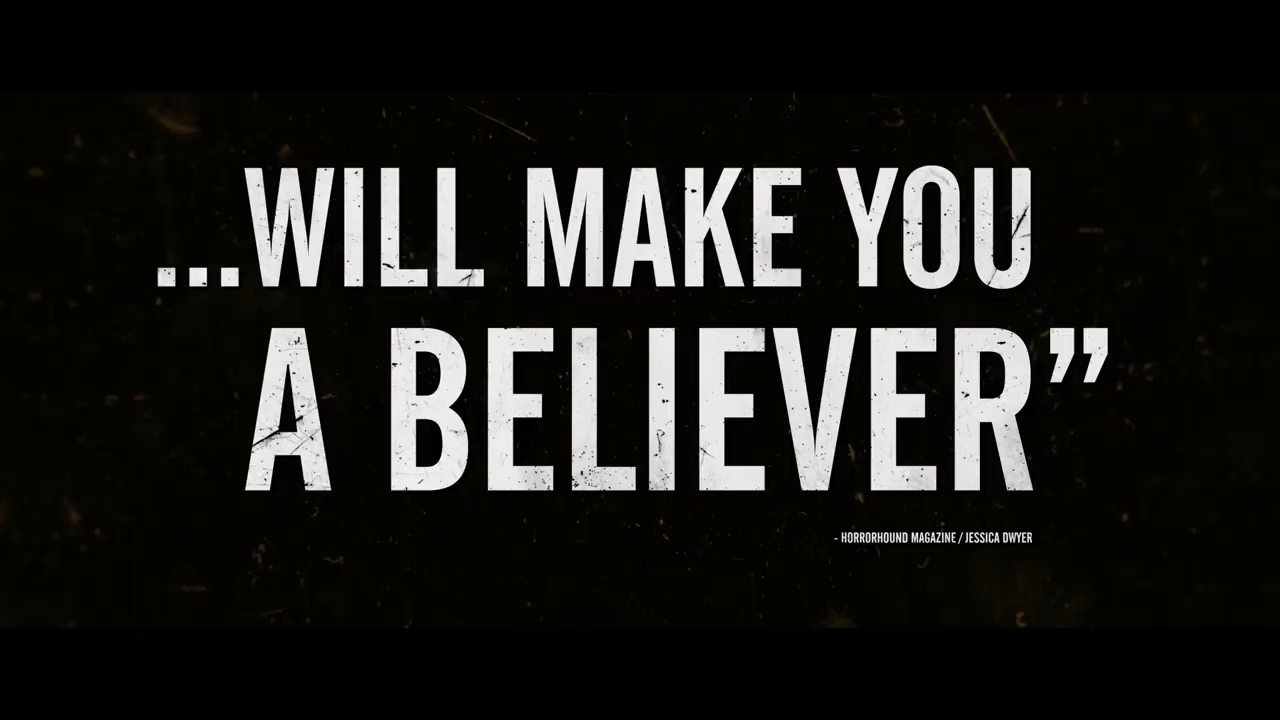 ...WILL MAKE YOU
A BELIEVER”
- HORRORHOUND MAGAZINE / JESSICA DWYER